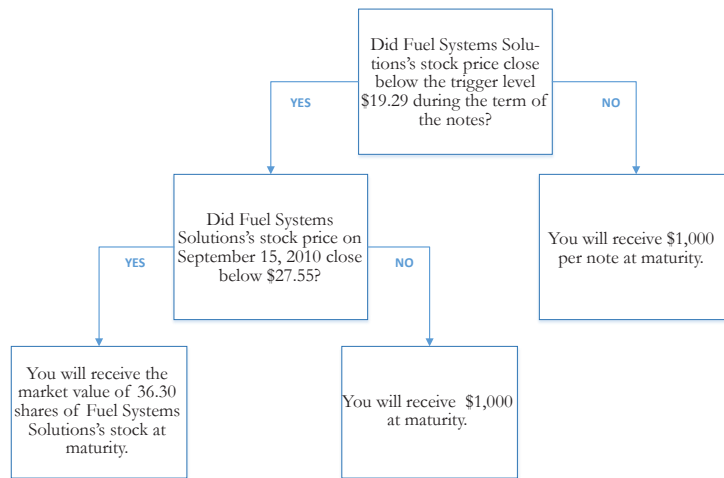 Did Fuel Systems Solu-
tions's stock price close
below the trigger level
$19.29 during the term of
the notes?
YES
NO
Did Fuel Systems
Solutions's stock price on
September 15, 2010 close
below $27.55?
You will receive $1,000
per note at maturity.
YES
NO
You will receive the
market value of 36.30
shares of Fuel Systems
Solutions's stock at
maturity.
You will receive $1,000
at maturity.